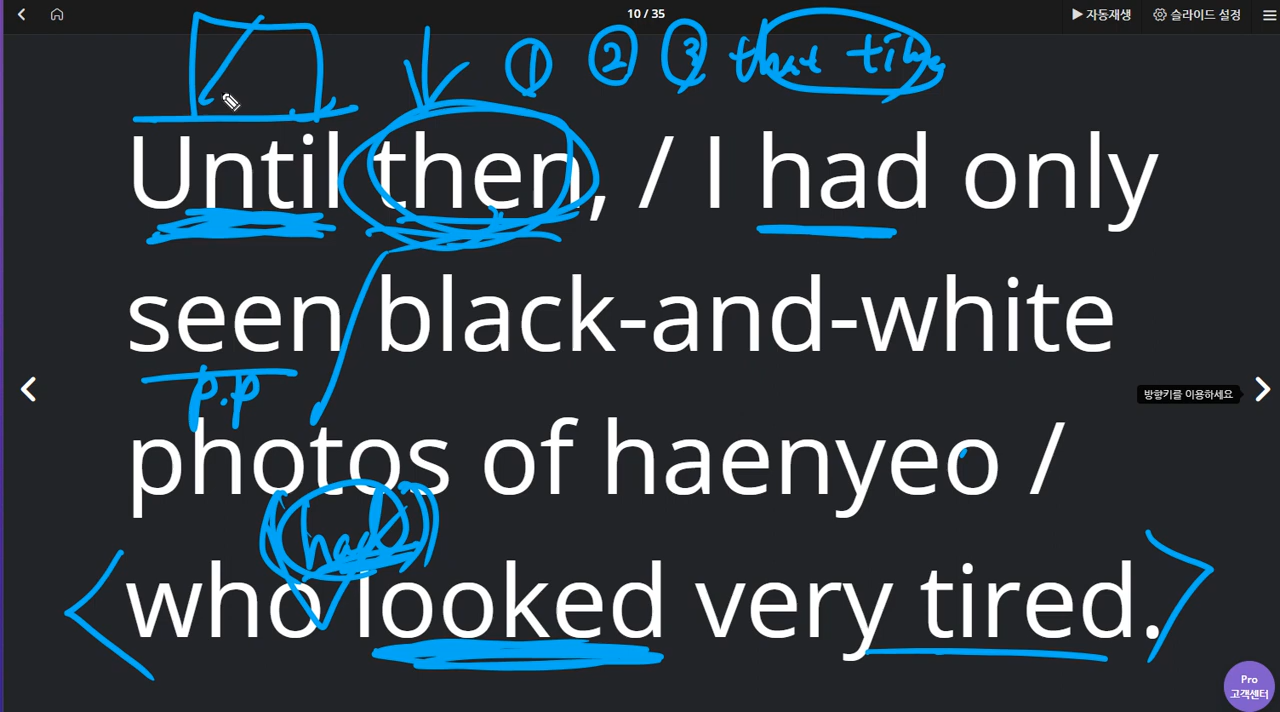 10 / 35
자동재생
슬라이드 설정
① ② ③ that time
Until then, / I had only
seen black-and-white
p.p
방향키를 이용하세요
photos of haenyeo /
(had)
who looked very tired.
Pro
고객센터